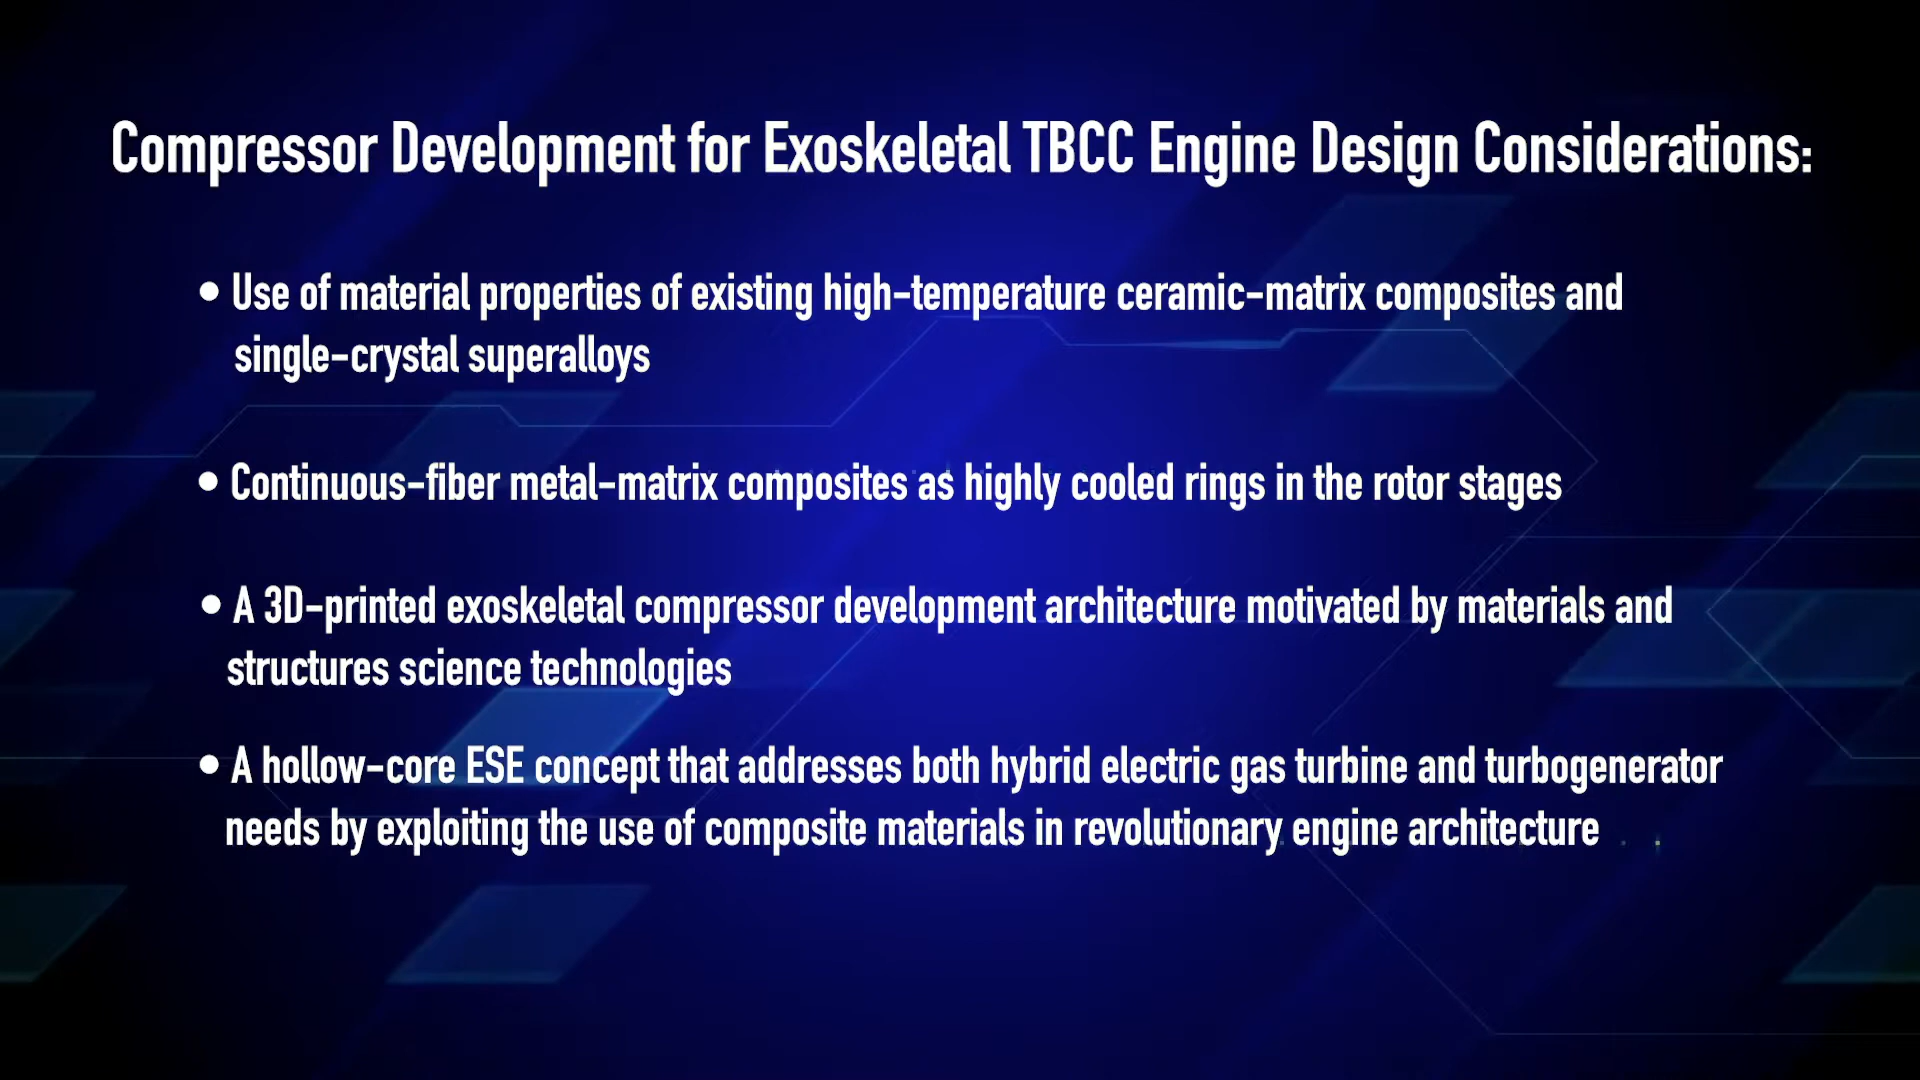 Compressor Development for Exoskeletal TBCC Engine Design Considerations:
• Use of material properties of existing high-temperature ceramic-matrix composites and
single-crystal superalloys
• Continuous-fiber metal-matrix composites as highly cooled rings in the rotor stages
• A 3D-printed exoskeletal compressor development architecture motivated by materials and
structures science technologies
• A hollow-core ESE concept that addresses both hybrid electric gas turbine and turbogenerator
needs by exploiting the use of composite materials in revolutionary engine architecture